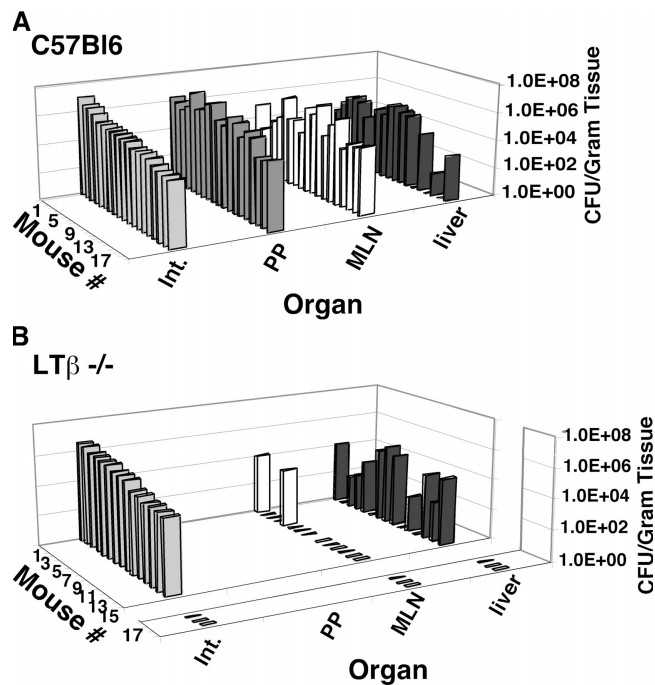 A
C57Bl6
1.0E+08
1.0E+06
1.0E+04
1.0E+02
1.0E+00
CFU/Gram Tissue
1
5
9
13
17
Mouse #
Int.
PP
MLN
liver
Organ
B
LTβ -/-
1.0E+08
1.0E+06
1.0E+04
1.0E+02
1.0E+00
CFU/Gram Tissue
1
3
5
7
9
11
13
15
17
Mouse #
Int.
PP
MLN
liver
Organ